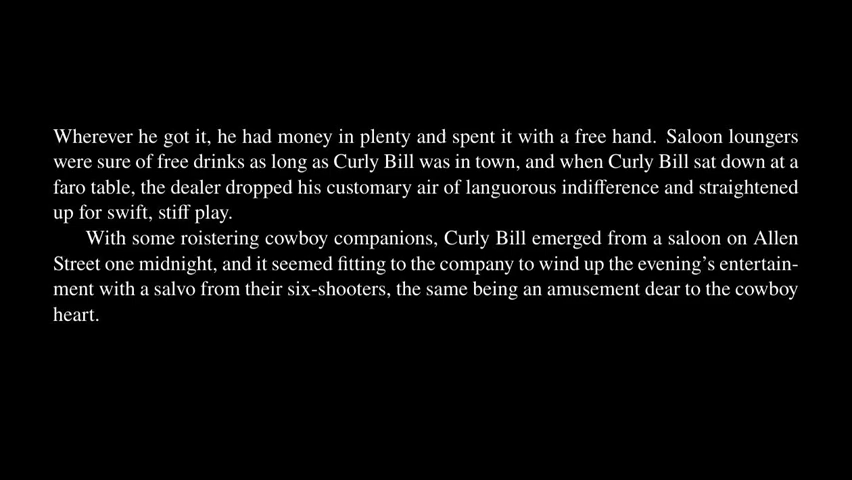 Wherever he got it, he had money in plenty and spent it with a free hand. Saloon loungers
were sure of free drinks as long as Curly Bill was in town, and when Curly Bill sat down at a
faro table, the dealer dropped his customary air of languorous indifference and straightened
up for swift, stiff play.
With some roistering cowboy companions, Curly Bill emerged from a saloon on Allen
Street one midnight, and it seemed fitting to the company to wind up the evening’s entertain-
ment with a salvo from their six-shooters, the same being an amusement dear to the cowboy
heart.